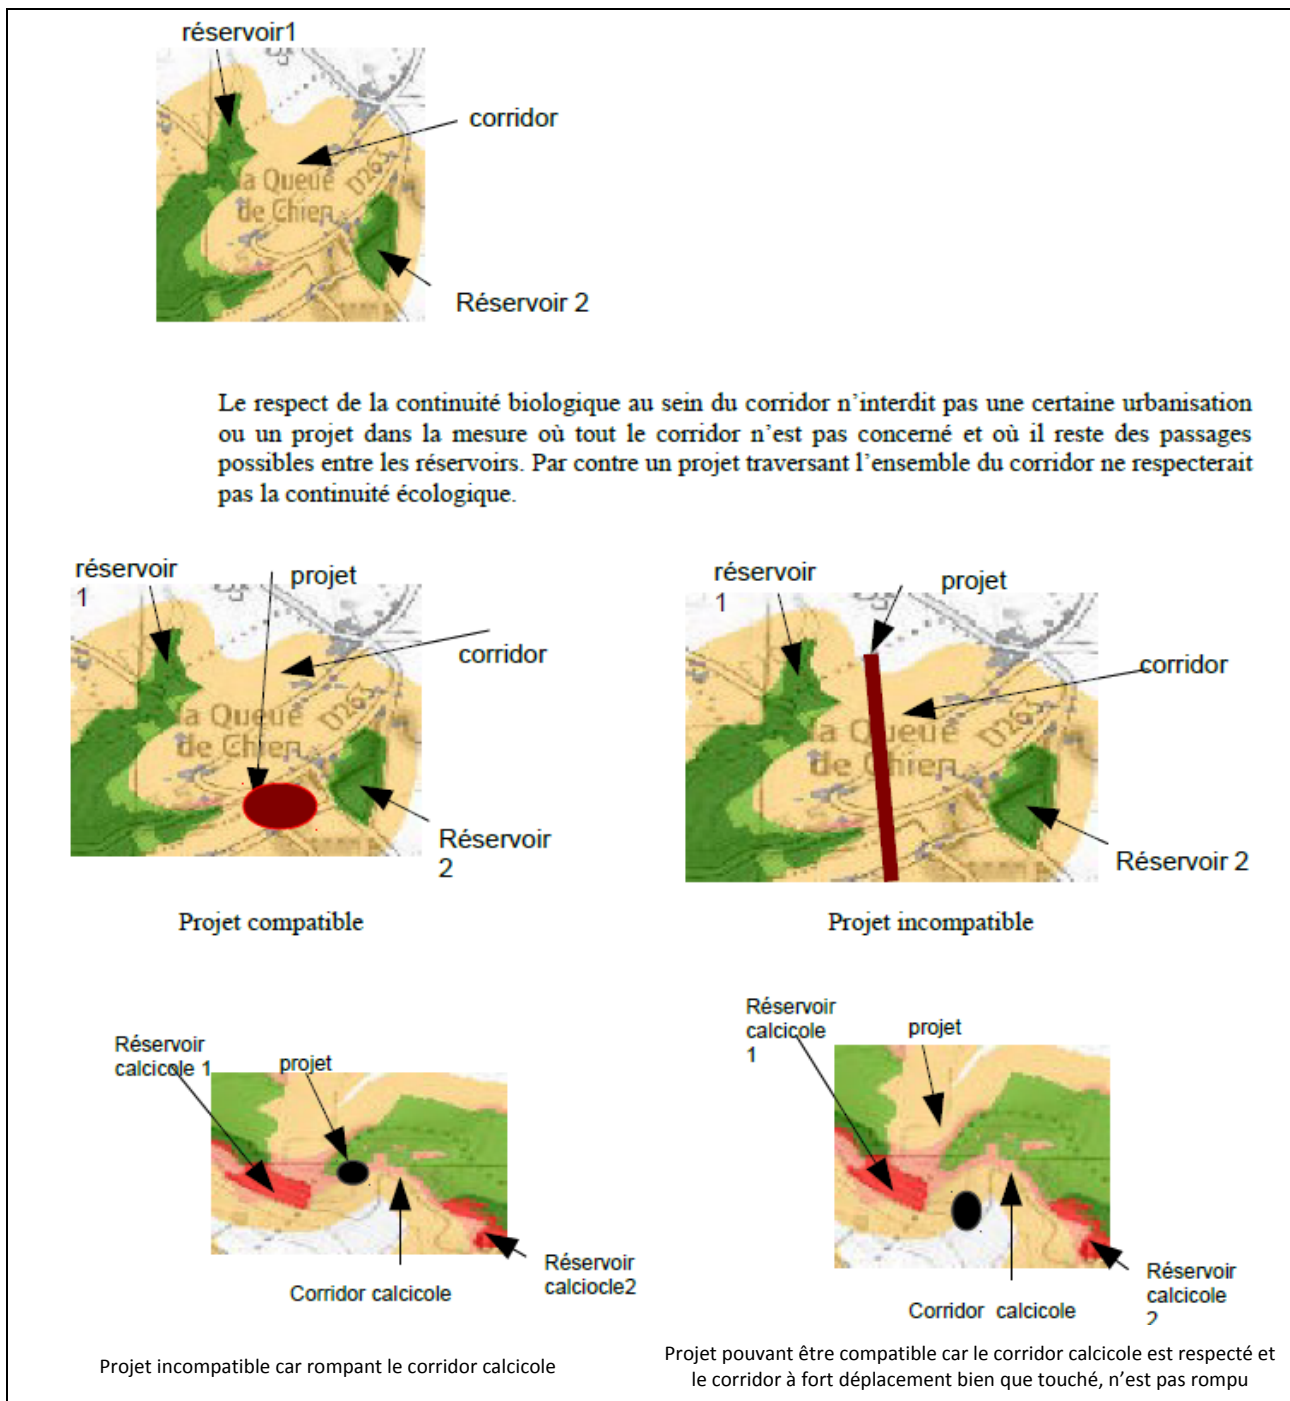 réservoir1
corridor
la Queue
de Chien
D263
Réservoir 2
Le respect de la continuité biologique au sein du corridor n'interdit pas une certaine urbanisation
ou un projet dans la mesure où tout le corridor n'est pas concerné et où il reste des passages
possibles entre les réservoirs. Par contre un projet traversant l'ensemble du corridor ne respecterait
pas la continuité écologique.
réservoir
1
projet
corridor
la Queue
de Chien
D263
Réservoir
2
Projet compatible
réservoir
1
projet
corridor
la Queue
de Chien
D263
Réservoir 2
Projet incompatible
Réservoir
calcicole 1
projet
Corridor calcicole
Réservoir
calciocle2
Projet incompatible car rompant le corridor calcicole
Réservoir
calcicole
1
projet
Corridor calcicole
Réservoir
calcicole
2
Projet pouvant être compatible car le corridor calcicole est respecté et
le corridor à fort déplacement bien que touché, n'est pas rompu